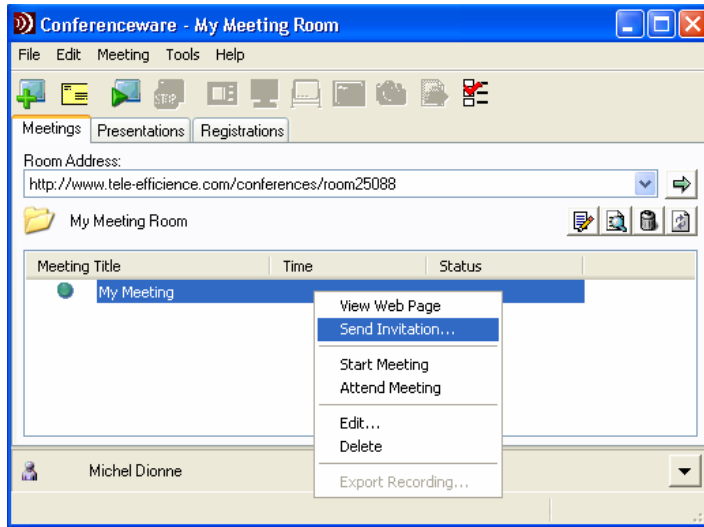 Conferenceware - My Meeting Room
File Edit Meeting Tools Help
STOP
Meetings Presentations Registrations
Room Address:
http://www.tele-efficience.com/conferences/room25088
My Meeting Room
Meeting Title Time Status
My Meeting
View Web Page
Send Invitation...
Start Meeting
Attend Meeting
Edit...
Delete
Export Recording...
Michel Dionne